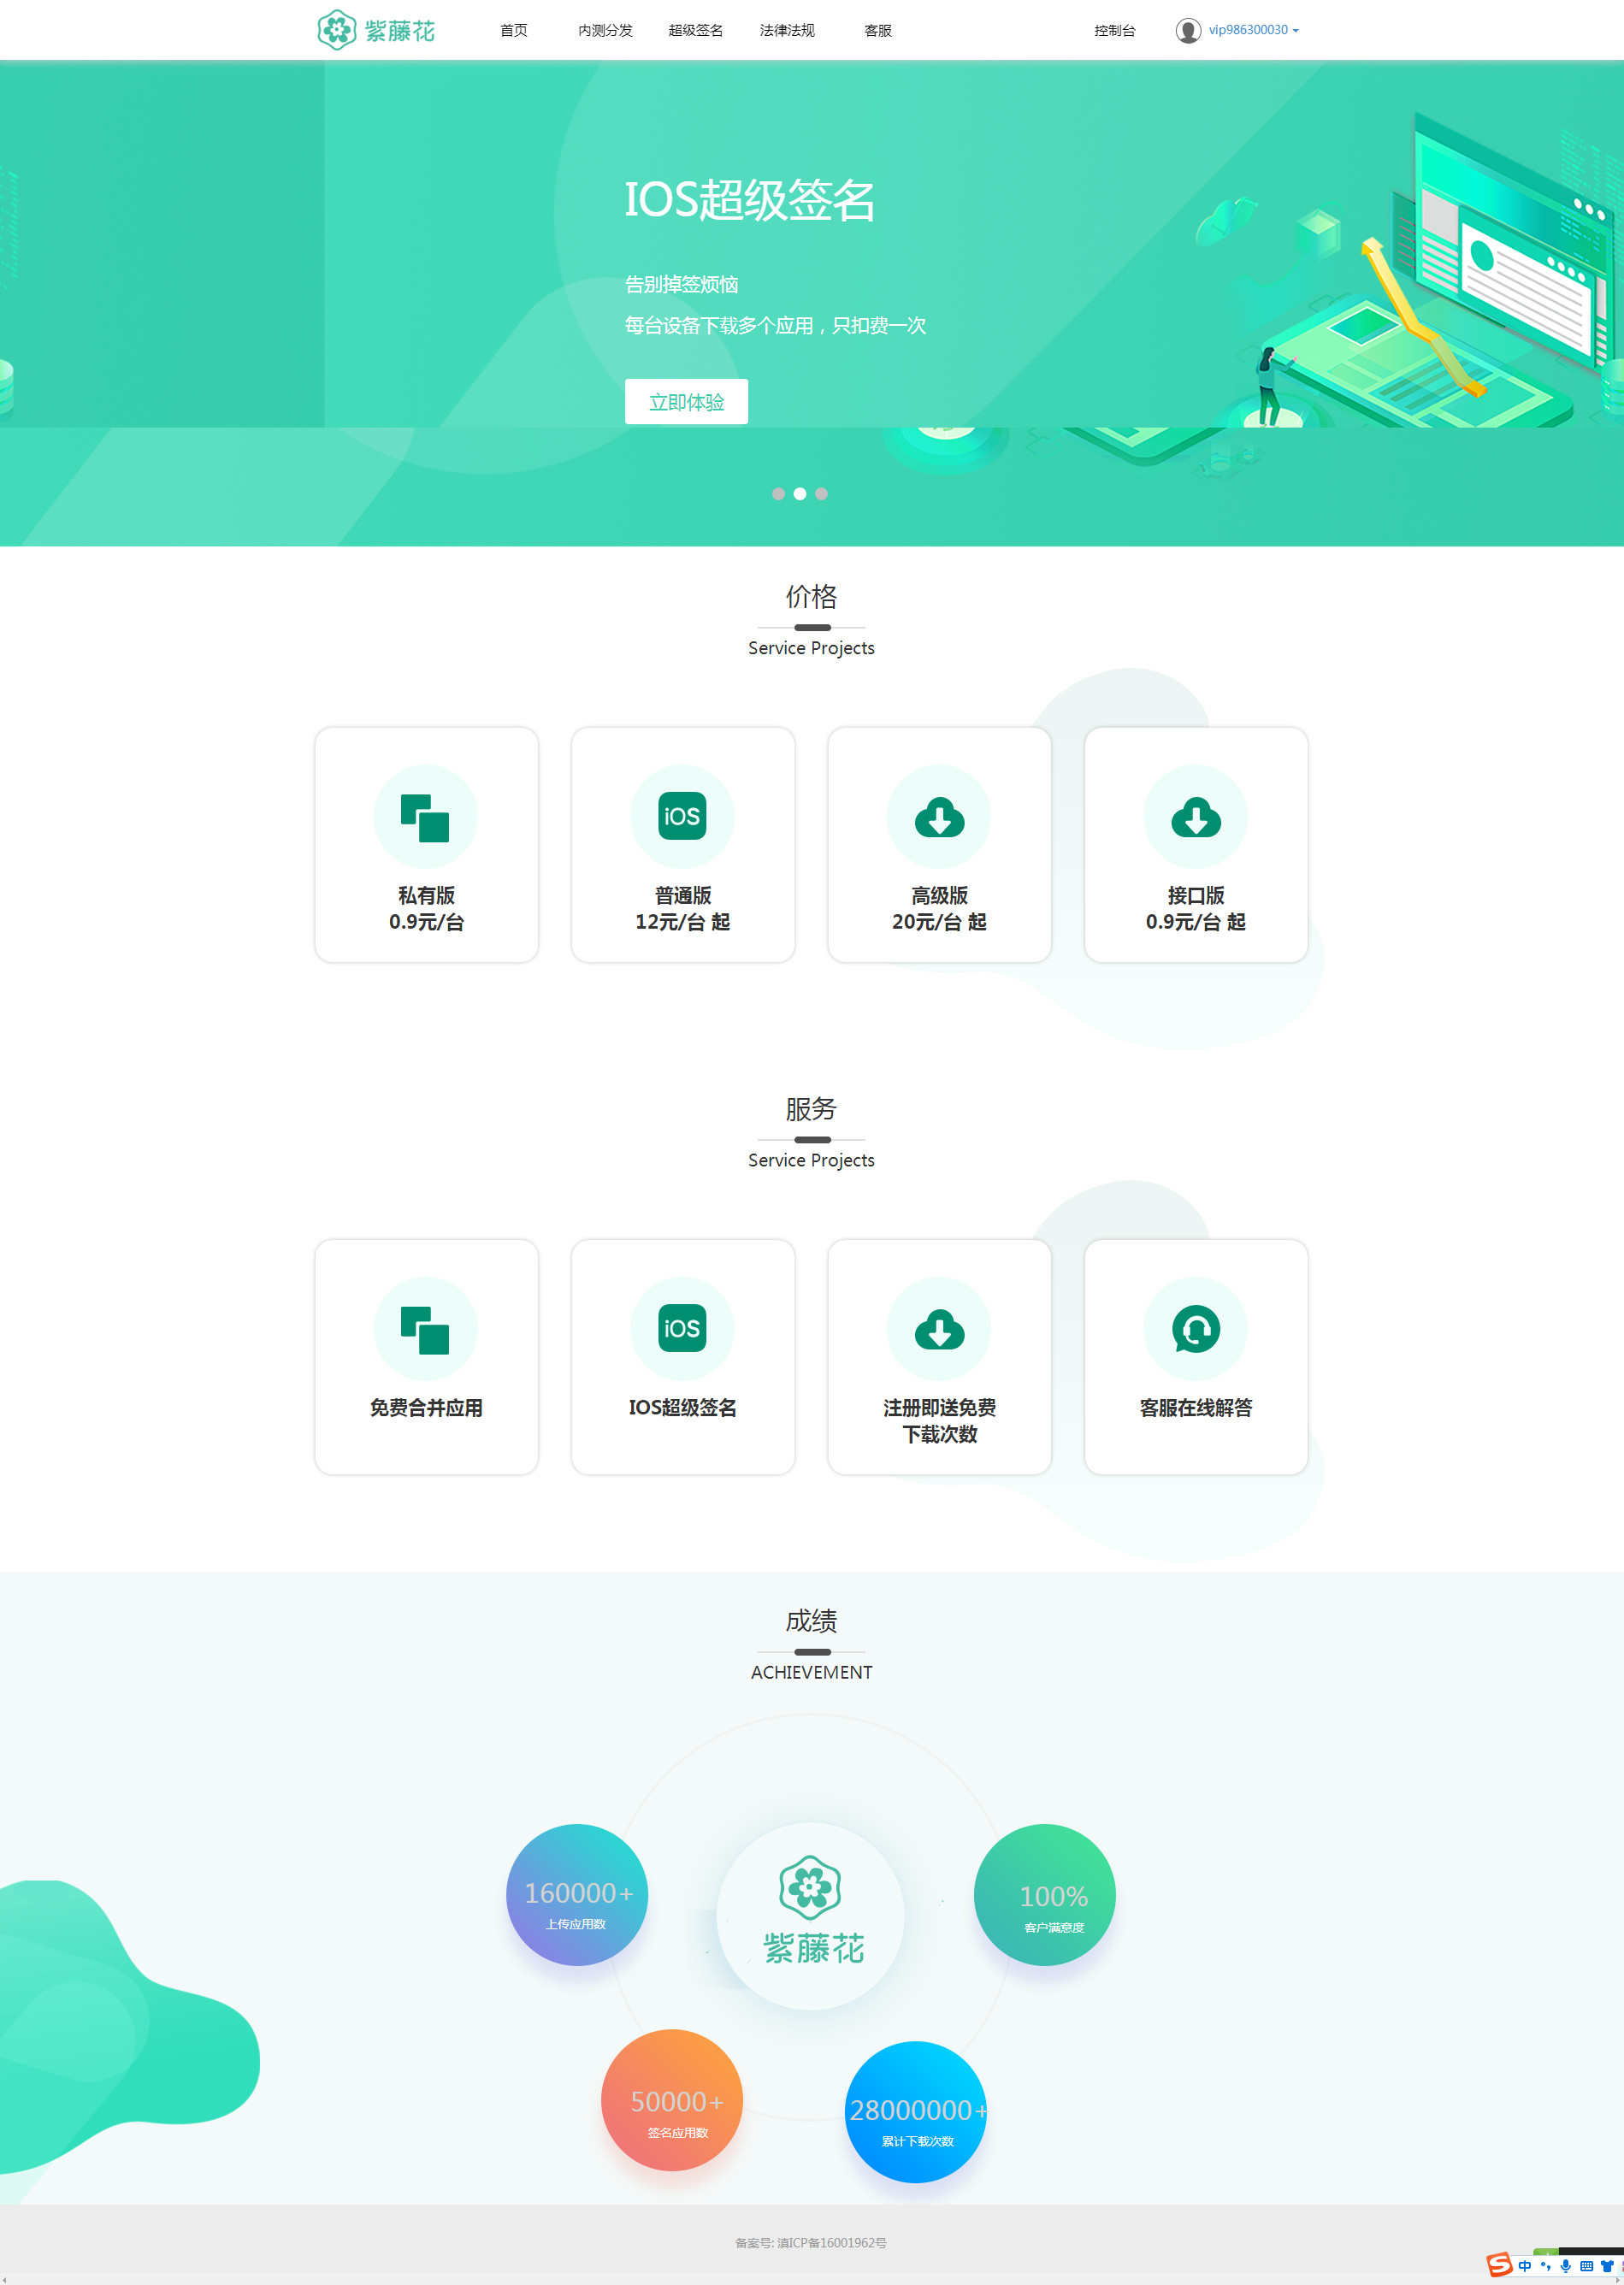 紫藤花
首页 内测分发 超级签名 法律法规 客服 控制台 vip986300030
IOS超级签名
告别掉签烦恼
每台设备下载多个应用，只扣费一次
立即体验
价格
Service Projects
私有版
0.9元/台
iOS
普通版
12元/台 起
高级版
20元/台 起
接口版
0.9元/台 起
服务
Service Projects
免费合并应用
iOS
IOS超级签名
注册即送免费
下载次数
客服在线解答
成绩
ACHIEVEMENT
160000+
上传应用数
紫藤花
100%
客户满意度
50000+
签名应用数
28000000+
累计下载次数
备案号: 滇ICP备16001962号
S 中